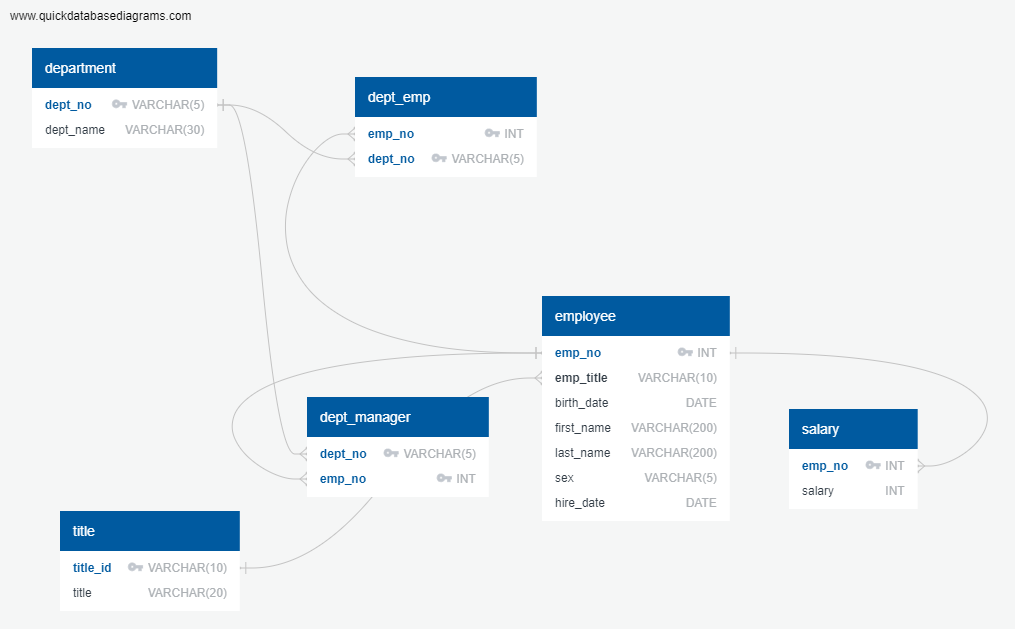 www.quickdatabasediagrams.com
department
dept_no VARCHAR(5)
dept_name VARCHAR(30)
dept_emp
emp_no INT
dept_no VARCHAR(5)
employee
emp_no INT
emp_title VARCHAR(10)
birth_date DATE
first_name VARCHAR(200)
last_name VARCHAR(200)
sex VARCHAR(5)
hire_date DATE
dept_manager
dept_no VARCHAR(5)
emp_no INT
salary
emp_no INT
salary INT
title
title_id VARCHAR(10)
title VARCHAR(20)